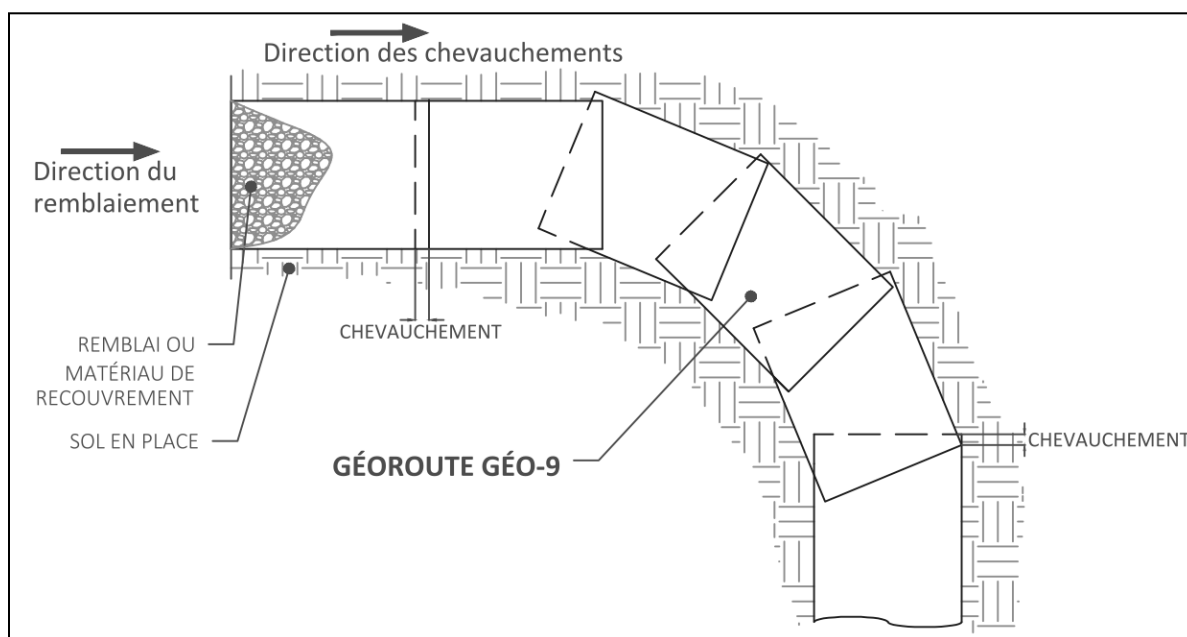 Direction des chevauchements
Direction du
remblaiement
CHEVAUCHEMENT
REMBLAI OU
MATÉRIAU DE
RECOUVREMENT
SOL EN PLACE
GÉOROUTE GÉO-9
CHEVAUCHEMENT